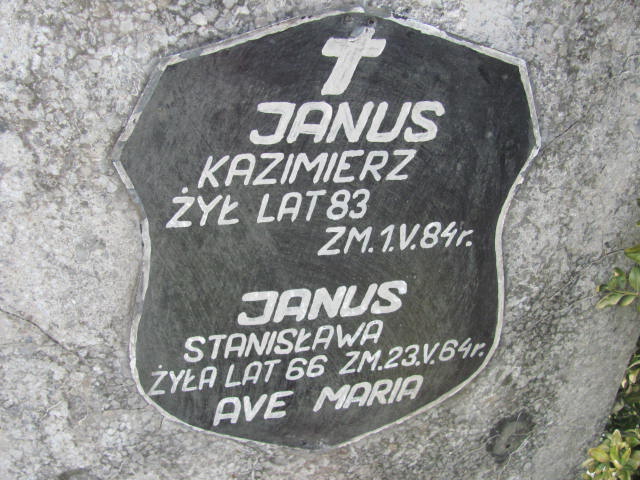 JANUS
KAZIMIERZ
ŻYŁ LAT 83
ZM.1.V.84r.
JANUS
STANISŁAWA
ŻYŁA LAT 66 ZM.23.V.64r.
AVE MARIA